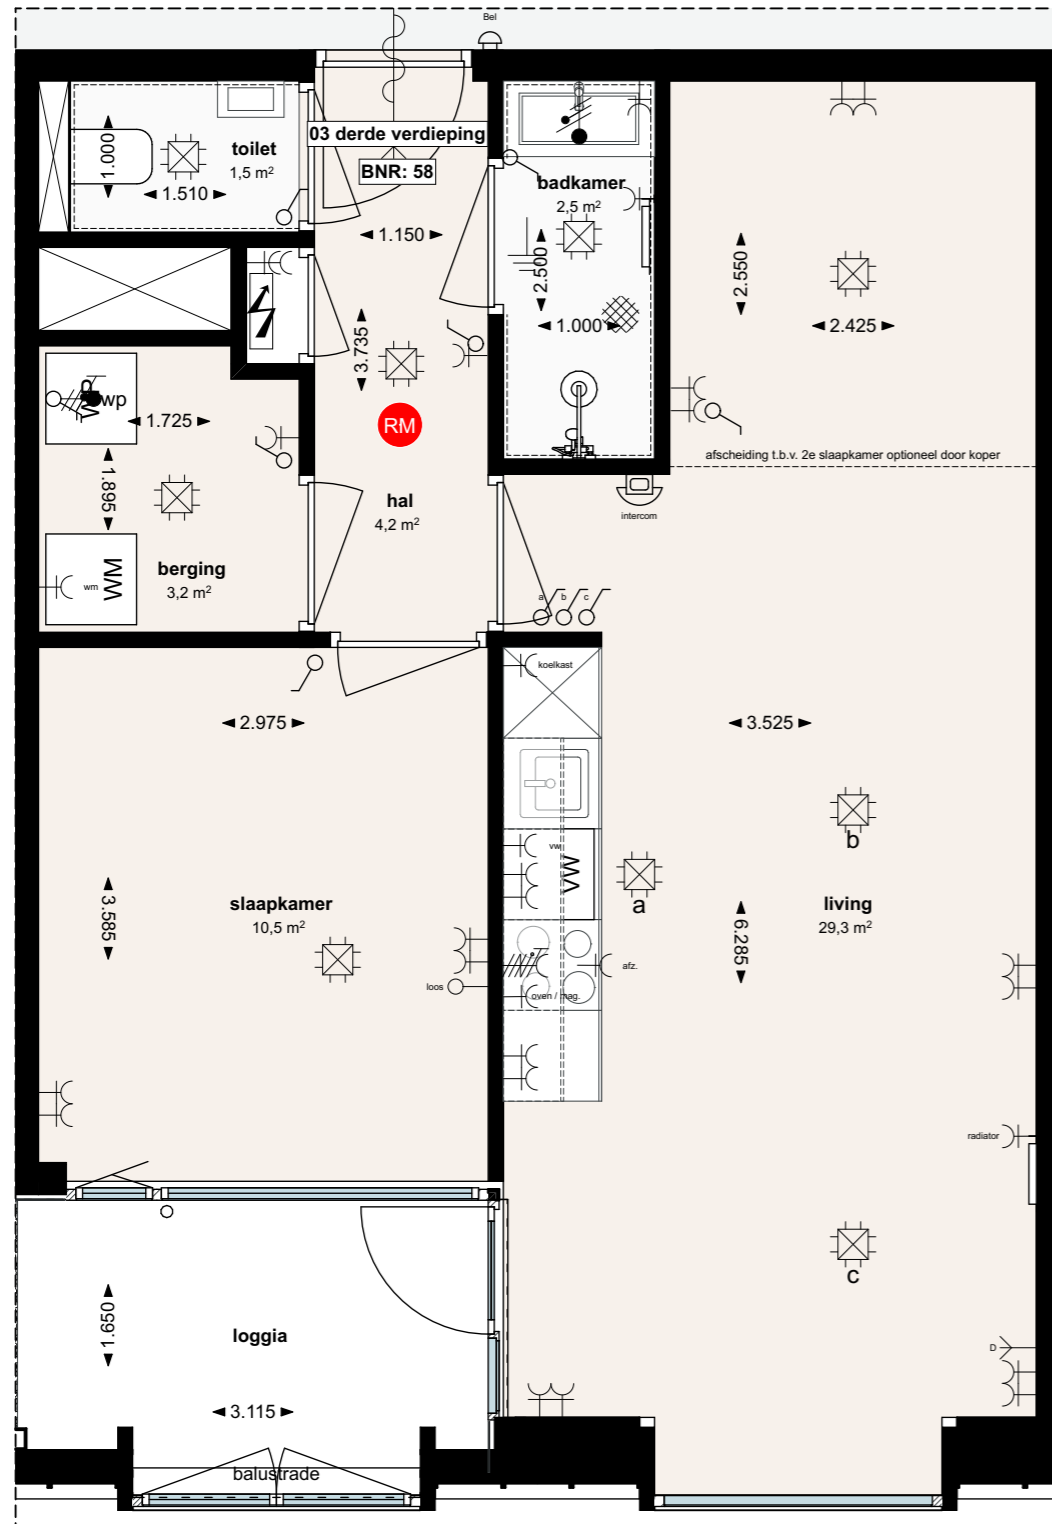 Bel
03 derde verdieping
BNR: 58
toilet
1,5 m²
1.000
1.510
badkamer
2,5 m²
2.500
1.000
1.150
3.735
2.550
2.425
wp
1.725
1.895
RM
hal
4,2 m²
afscheiding t.b.v. 2e slaapkamer optioneel door koper
intercom
berging
3,2 m²
wm
WM
a
b
c
koelkast
2.975
3.525
vw
VW
a
b
slaapkamer
10,5 m²
3.585
living
29,3 m²
6.285
afz.
loos
oven / mag.
radiator
c
D
1.650
loggia
3.115
balustrade